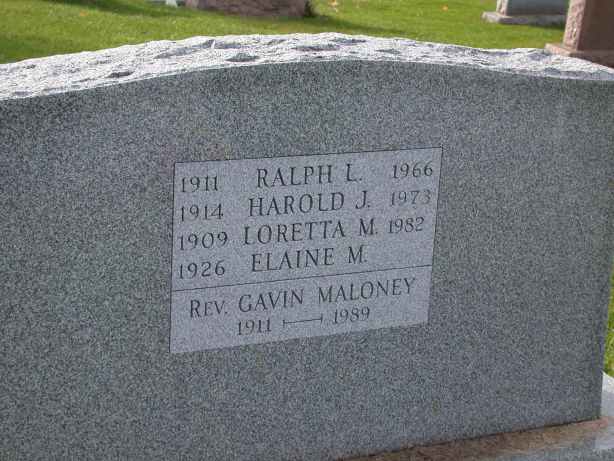 1911 RALPH L. 1966
1914 HAROLD J. 1973
1909 LORETTA M. 1982
1926 ELAINE M.
REV. GAVIN MALONEY
1911 ⊢—⊣ 1989